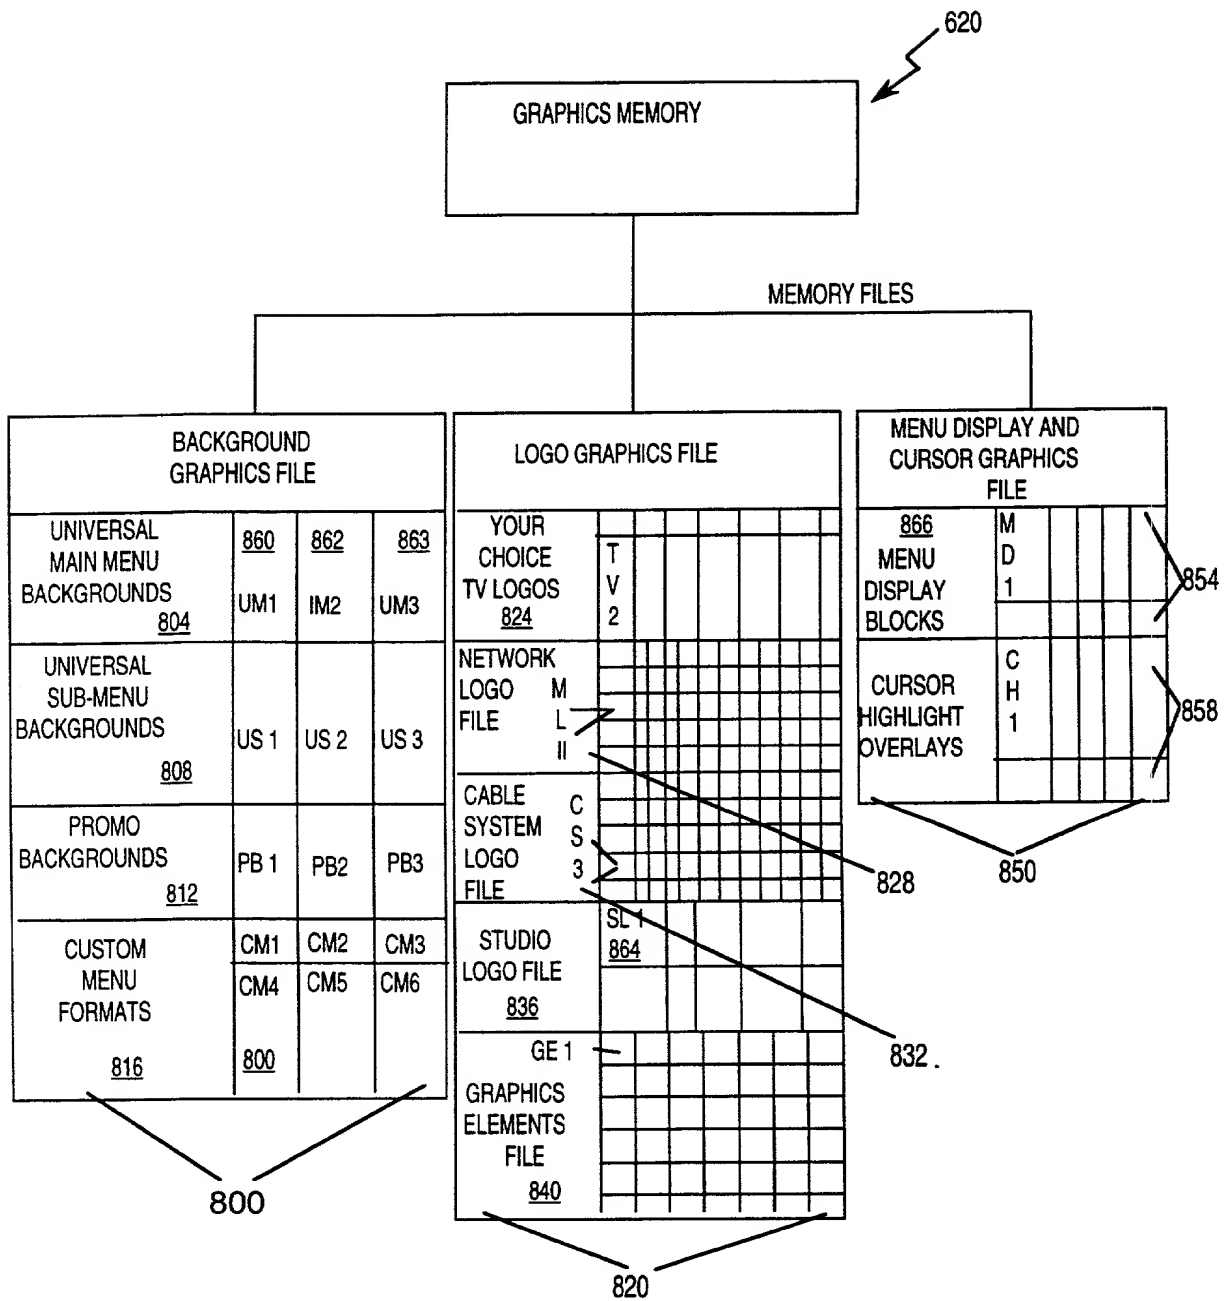 620
GRAPHICS MEMORY
MEMORY FILES
BACKGROUND
GRAPHICS FILE
UNIVERSAL
MAIN MENU
BACKGROUNDS
804
860 862 863
UM1 IM2 UM3
UNIVERSAL
SUB-MENU
BACKGROUNDS
808
US 1 US 2 US 3
PROMO
BACKGROUNDS
812
PB 1 PB2 PB3
CUSTOM
MENU
FORMATS
816
CM1 CM2 CM3
CM4 CM5 CM6
800
800
LOGO GRAPHICS FILE
YOUR
CHOICE
TV LOGOS
824
T
V
2
NETWORK
LOGO
FILE
M
L
II
828
CABLE
SYSTEM
LOGO
FILE
C
S
3
832.
STUDIO
LOGO FILE
836
SL 1
864
GE 1
GRAPHICS
ELEMENTS
FILE
840
820
MENU DISPLAY AND
CURSOR GRAPHICS
FILE
866
MENU
DISPLAY
BLOCKS
M
D
1
854
CURSOR
HIGHLIGHT
OVERLAYS
C
H
1
858
850